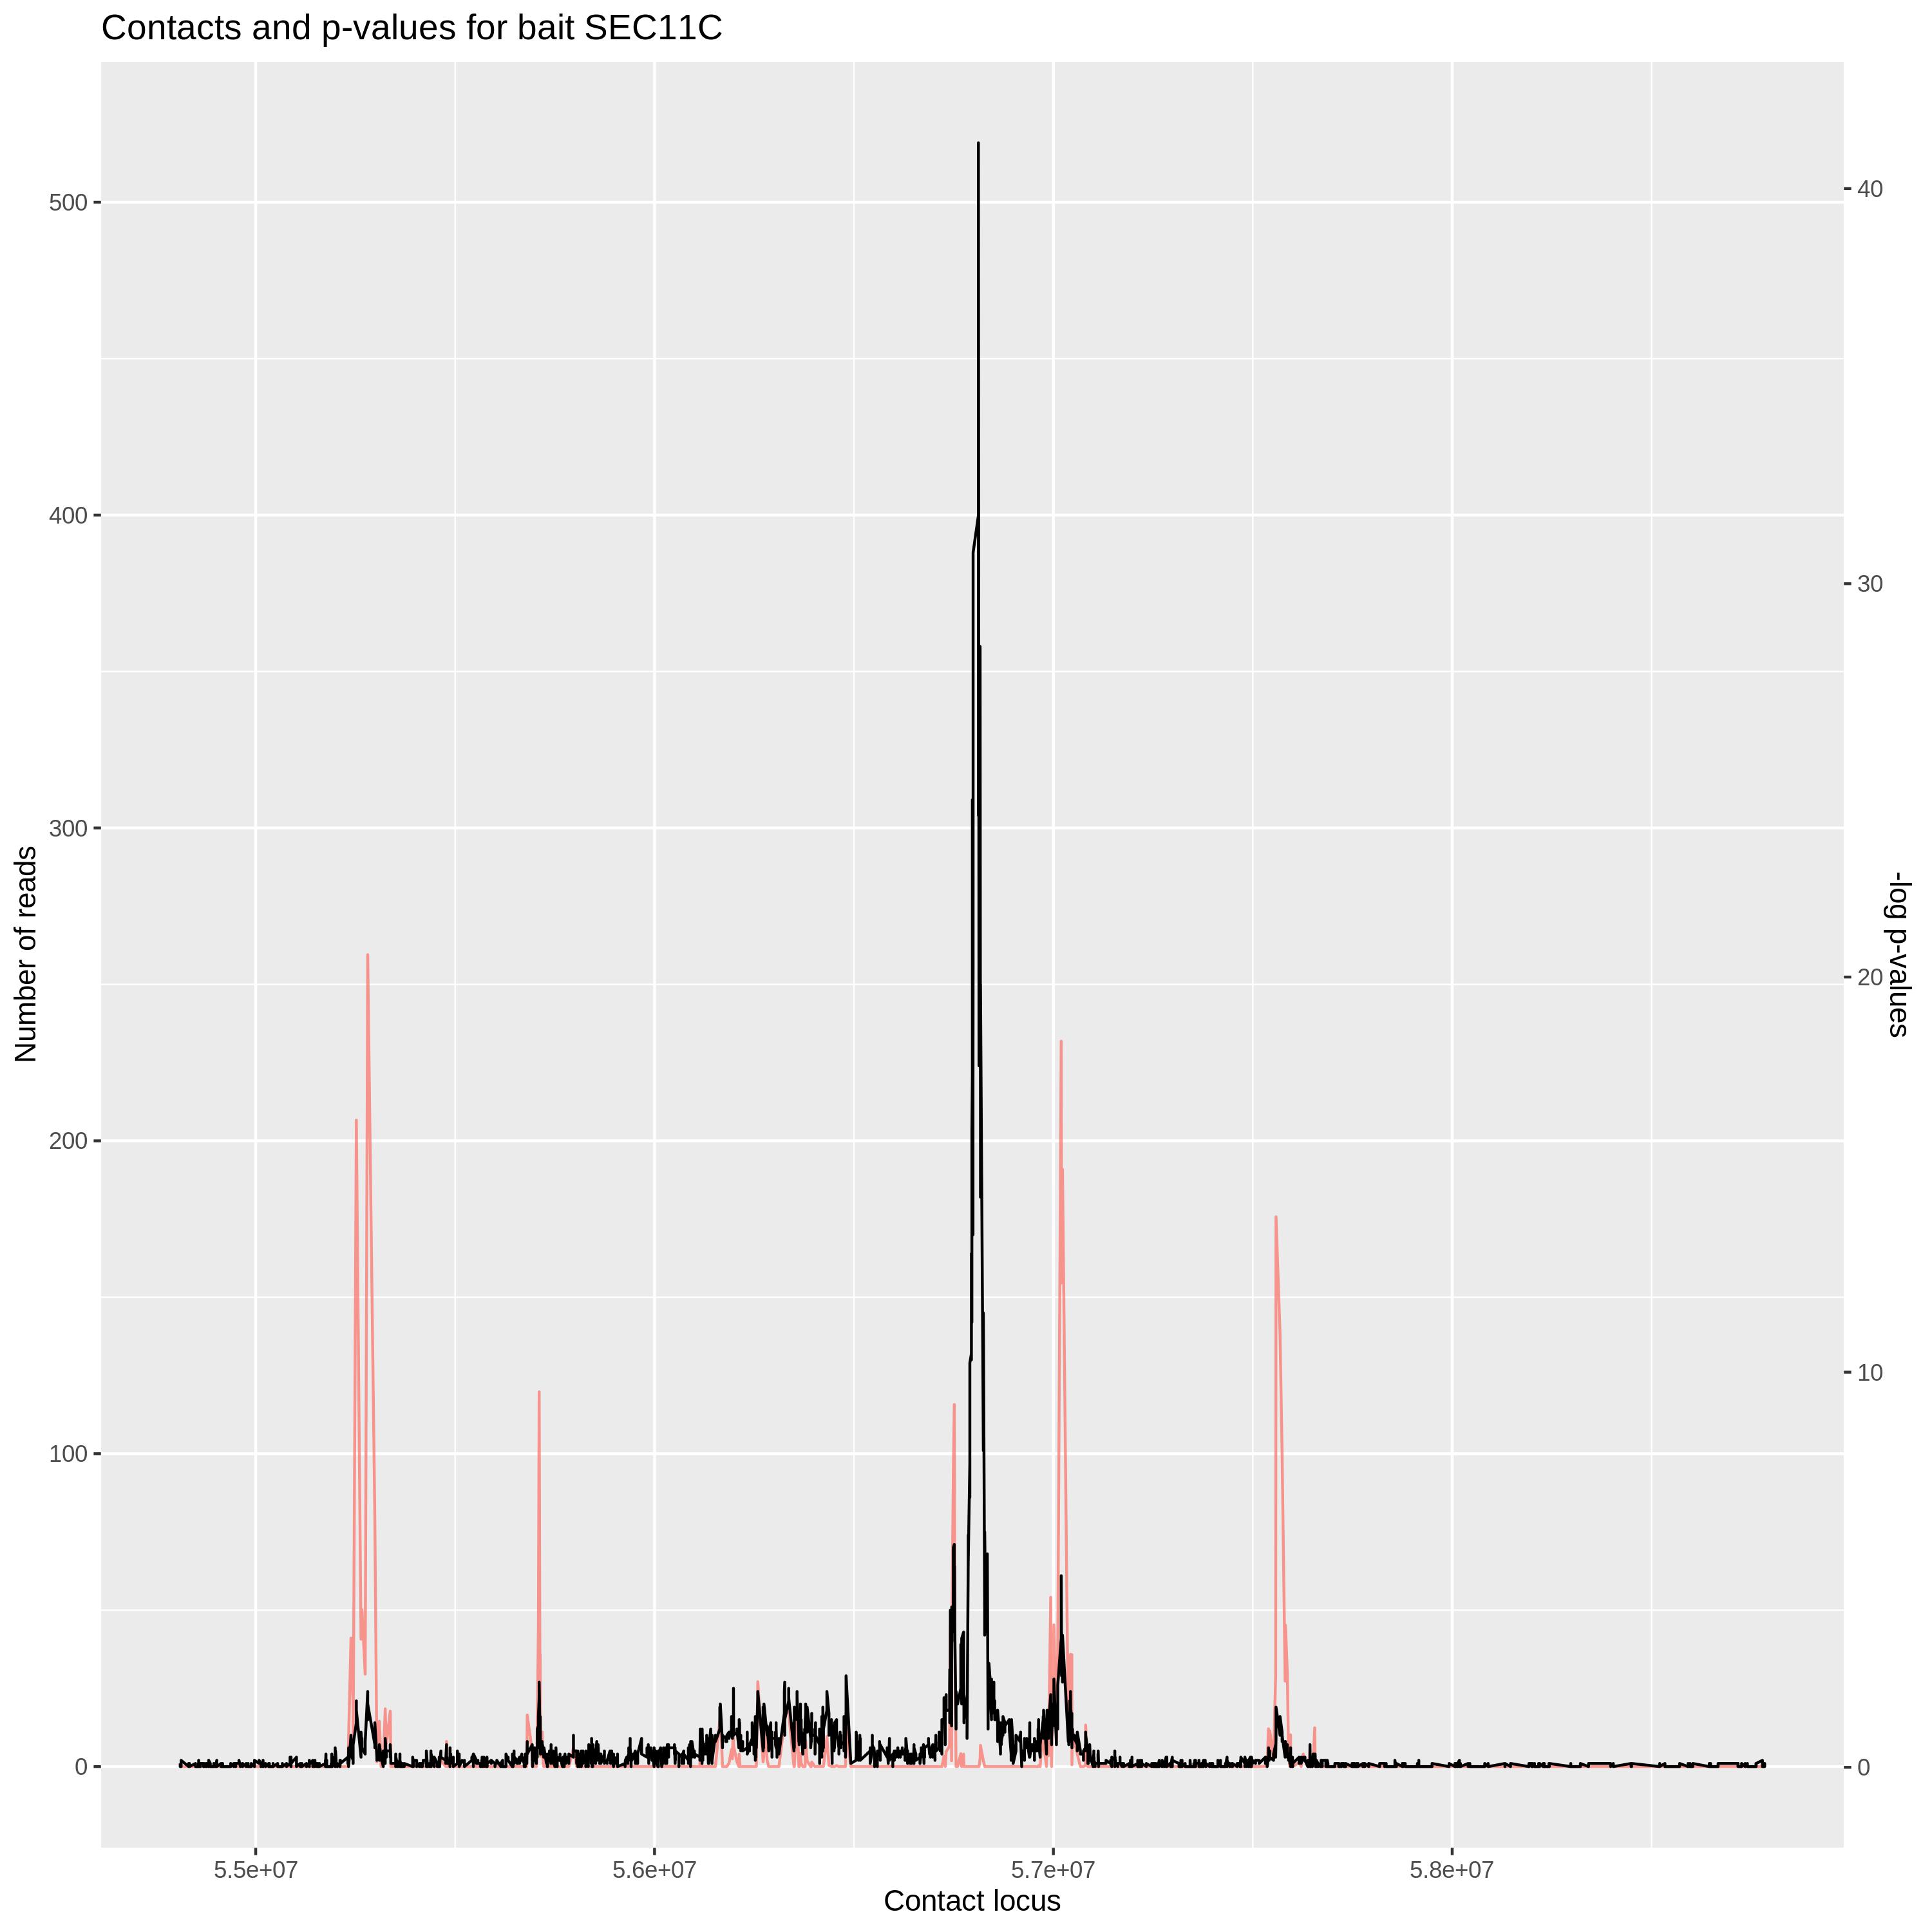 Contacts and p-values for bait SEC11C
Number of reads
500
400
300
200
100
0
40
30
20
10
0
-log p-values
5.5e+07 5.6e+07 5.7e+07 5.8e+07
Contact locus